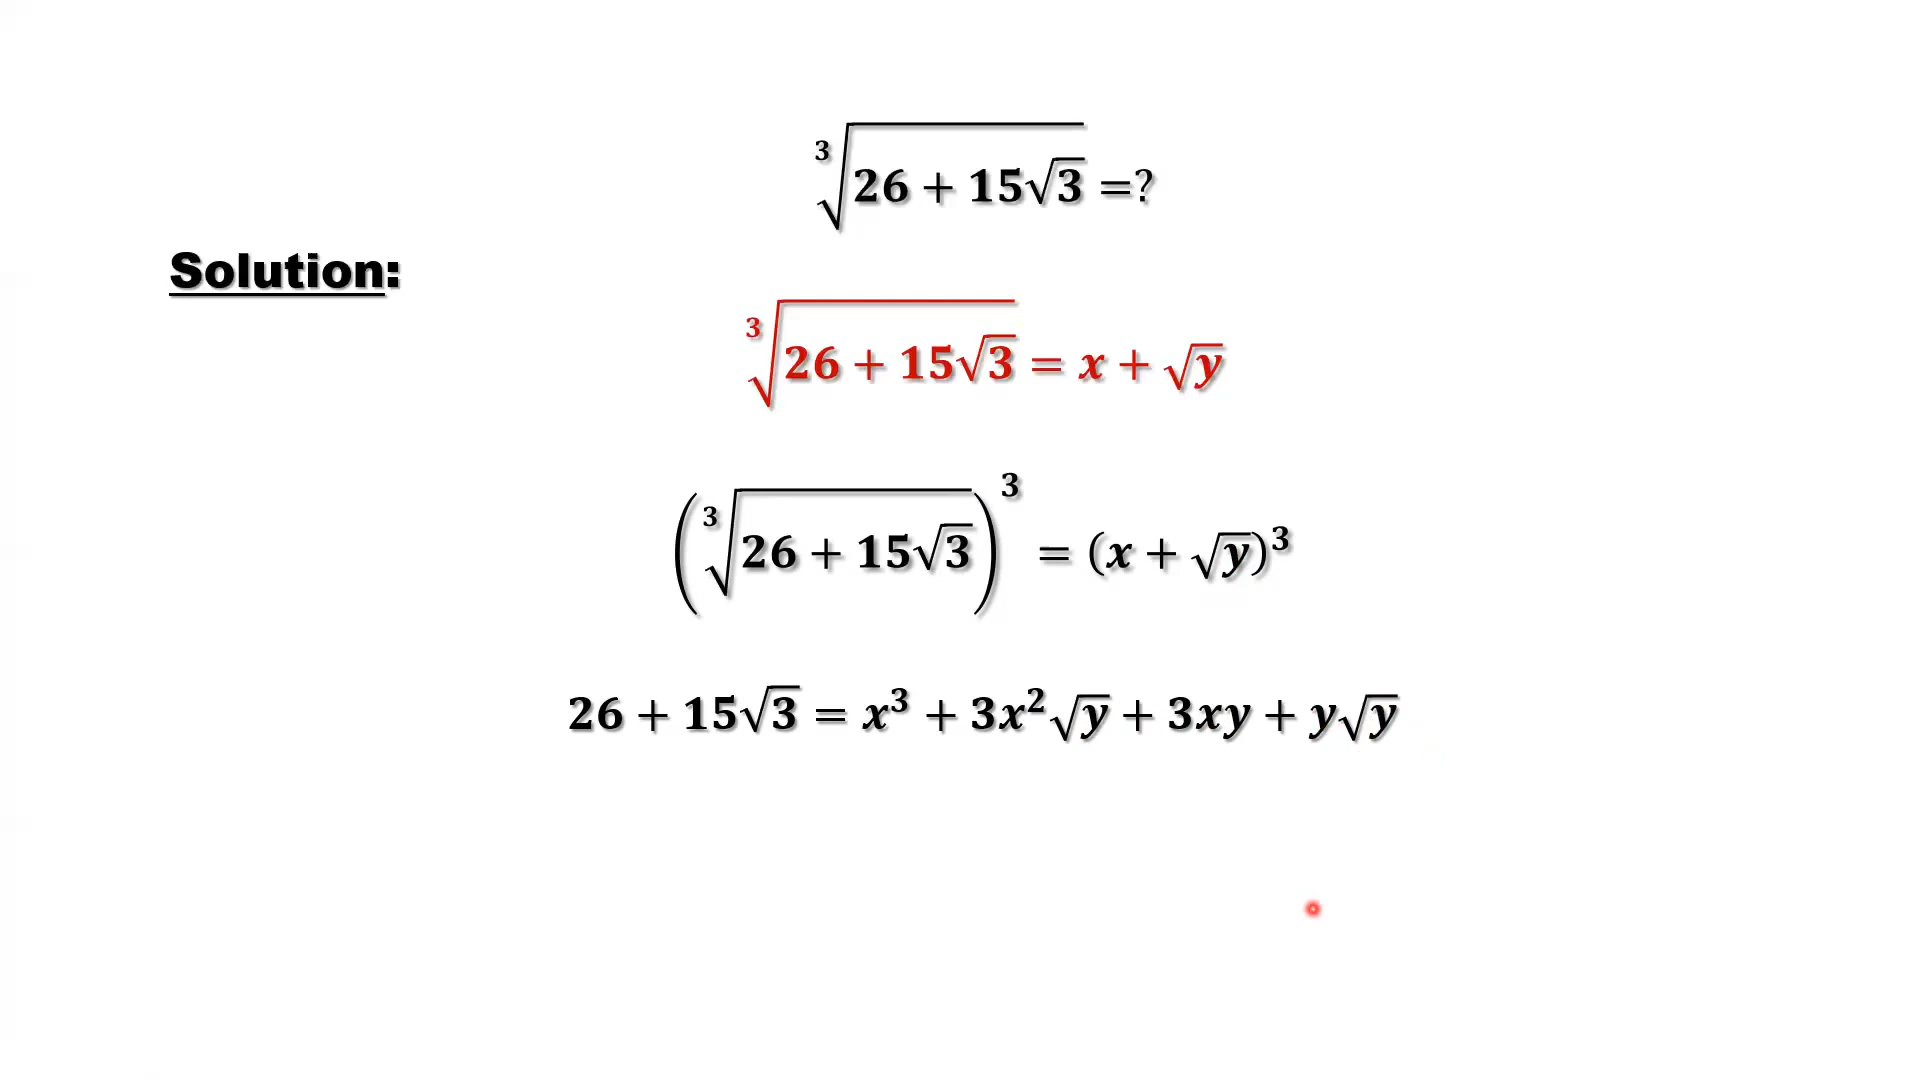 ∛(26 + 15√3) =?
Solution:
∛(26 + 15√3) = x + √y
(∛(26 + 15√3))³ = (x + √y)³
26 + 15√3 = x³ + 3x²√y + 3xy + y√y